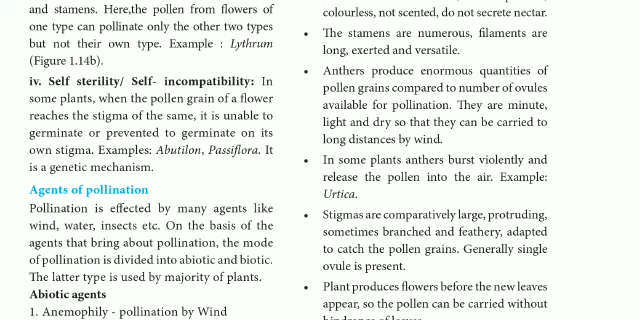 and stamens. Here,the pollen from flowers of
one type can pollinate only the other two types
but not their own type. Example : Lythrum
(Figure 1.14b).
iv. Self sterility/ Self- incompatibility: In
some plants, when the pollen grain of a flower
reaches the stigma of the same, it is unable to
germinate or prevented to germinate on its
own stigma. Examples: Abutilon, Passiflora. It
is a genetic mechanism.
Agents of pollination
Pollination is effected by many agents like
wind, water, insects etc. On the basis of the
agents that bring about pollination, the mode
of pollination is divided into abiotic and biotic.
The latter type is used by majority of plants.
Abiotic agents
1. Anemophily - pollination by Wind
colourless, not scented, do not secrete nectar.
• The stamens are numerous, filaments are
long, exerted and versatile.
• Anthers produce enormous quantities of
pollen grains compared to number of ovules
available for pollination. They are minute,
light and dry so that they can be carried to
long distances by wind.
• In some plants anthers burst violently and
release the pollen into the air. Example:
Urtica.
• Stigmas are comparatively large, protruding,
sometimes branched and feathery, adapted
to catch the pollen grains. Generally single
ovule is present.
• Plant produces flowers before the new leaves
appear, so the pollen can be carried without